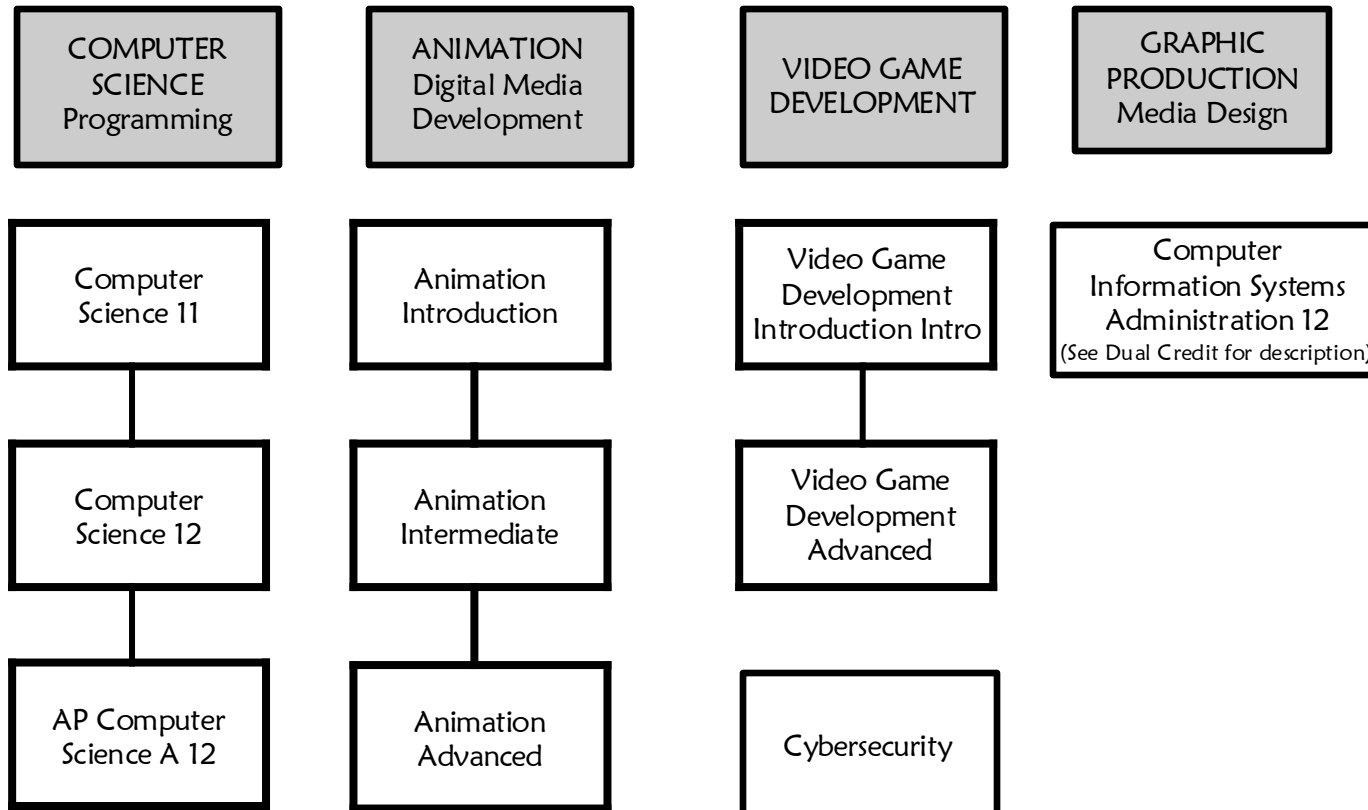 COMPUTER
SCIENCE
Programming
ANIMATION
Digital Media
Development
VIDEO GAME
DEVELOPMENT
GRAPHIC
PRODUCTION
Media Design
Computer
Science 11
Animation
Introduction
Video Game
Development
Introduction Intro
Computer
Information Systems
Administration 12
(See Dual Credit for description)
Computer
Science 12
Animation
Intermediate
Video Game
Development
Advanced
AP Computer
Science A 12
Animation
Advanced
Cybersecurity